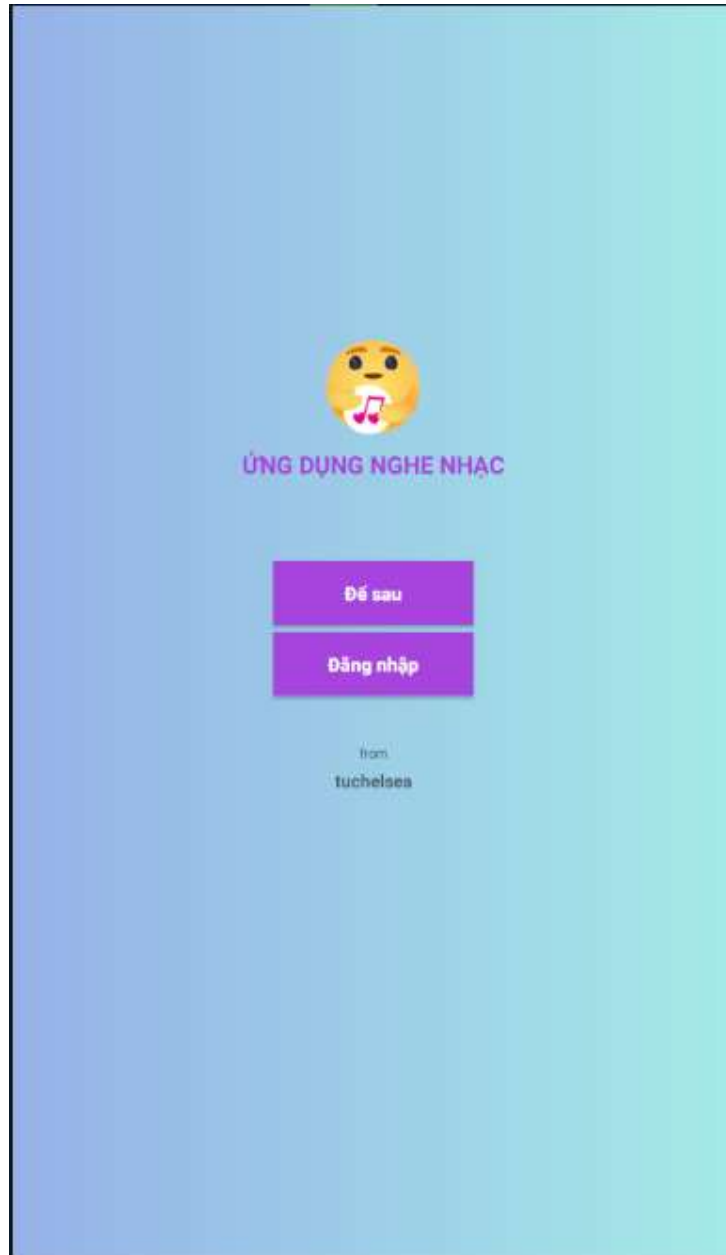 ỨNG DỤNG NGHE NHẠC
Để sau
Đăng nhập
from
tuchelsea